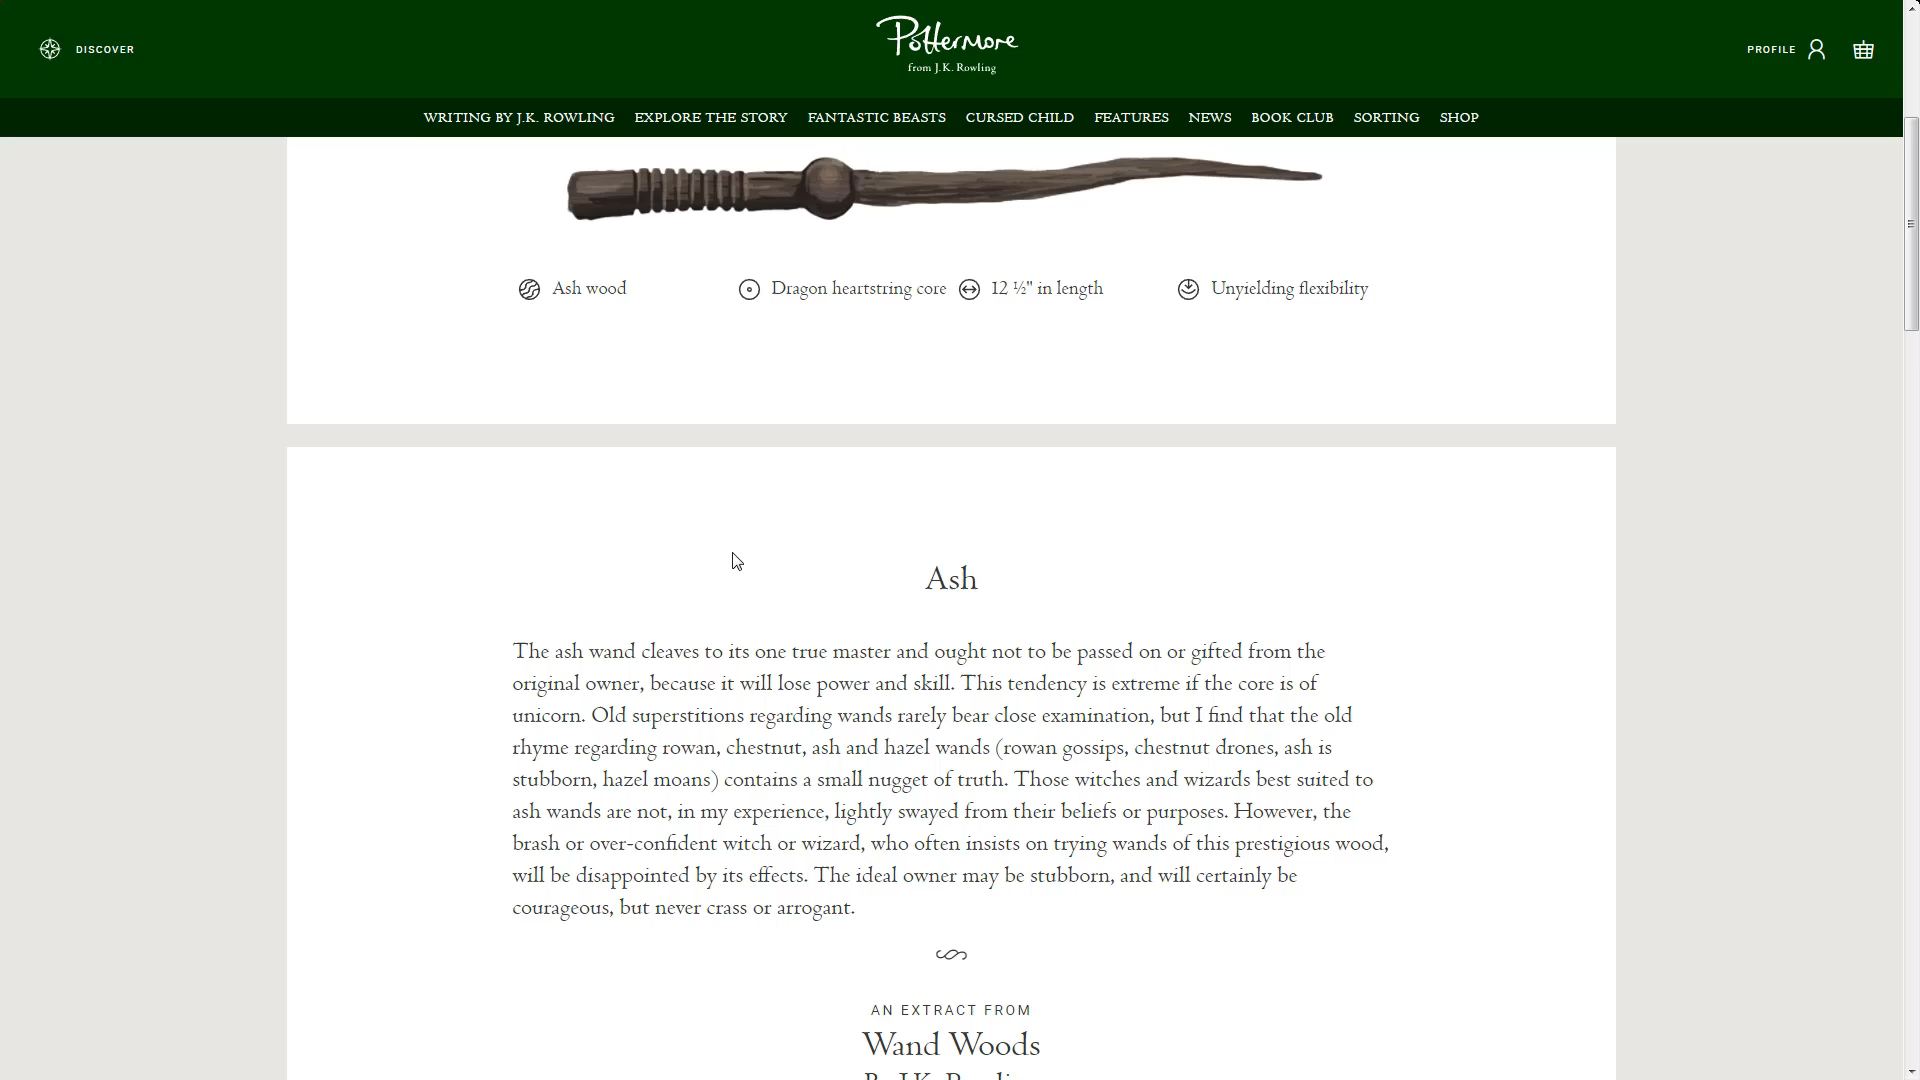 DISCOVER
Pottermore
from J.K. Rowling
PROFILE
WRITING BY J.K. ROWLING EXPLORE THE STORY FANTASTIC BEASTS CURSED CHILD FEATURES NEWS BOOK CLUB SORTING SHOP
Ash wood
Dragon heartstring core
12 ½" in length
Unyielding flexibility
Ash
The ash wand cleaves to its one true master and ought not to be passed on or gifted from the
original owner, because it will lose power and skill. This tendency is extreme if the core is of
unicorn. Old superstitions regarding wands rarely bear close examination, but I find that the old
rhyme regarding rowan, chestnut, ash and hazel wands (rowan gossips, chestnut drones, ash is
stubborn, hazel moans) contains a small nugget of truth. Those witches and wizards best suited to
ash wands are not, in my experience, lightly swayed from their beliefs or purposes. However, the
brash or over-confident witch or wizard, who often insists on trying wands of this prestigious wood,
will be disappointed by its effects. The ideal owner may be stubborn, and will certainly be
courageous, but never crass or arrogant.
AN EXTRACT FROM
Wand Woods
By J.K. Rowling